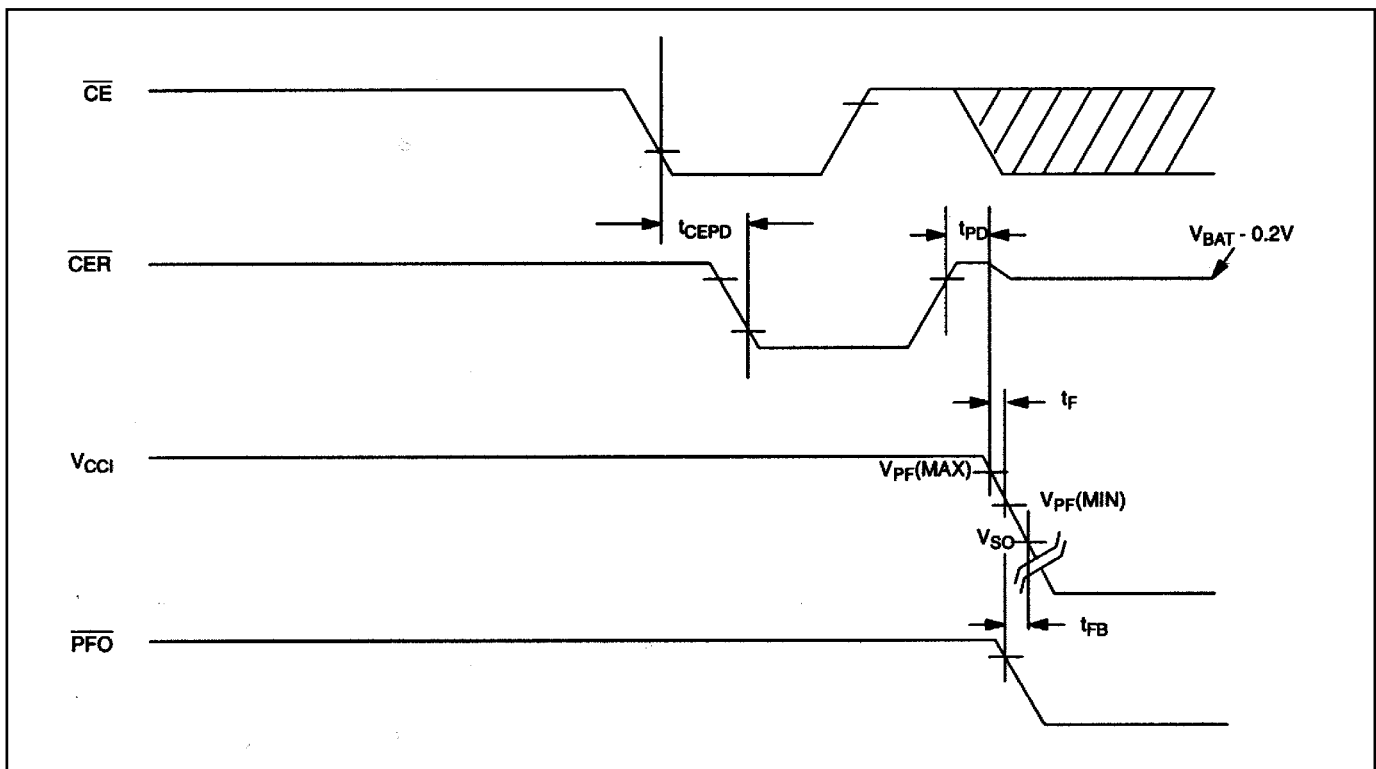 CE
tCEPD
tPD
VBAT - 0.2V
CER
tF
VCCI
VPF(MAX)
VPF(MIN)
VSO
tFB
PFO